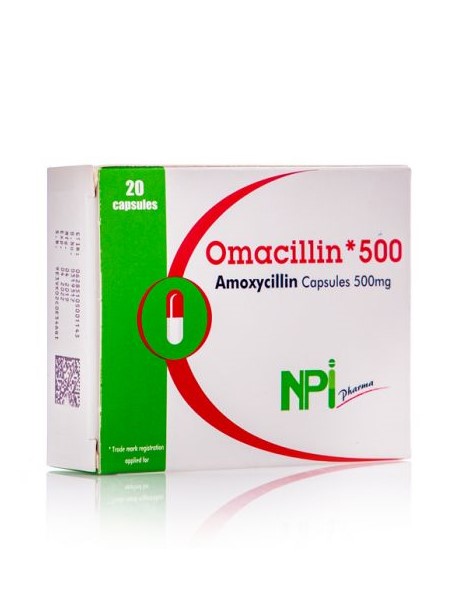 20
capsules
Omacillin*500
Amoxycillin Capsules 500mg
NPi
Pharma
* Trade mark registration
applied for